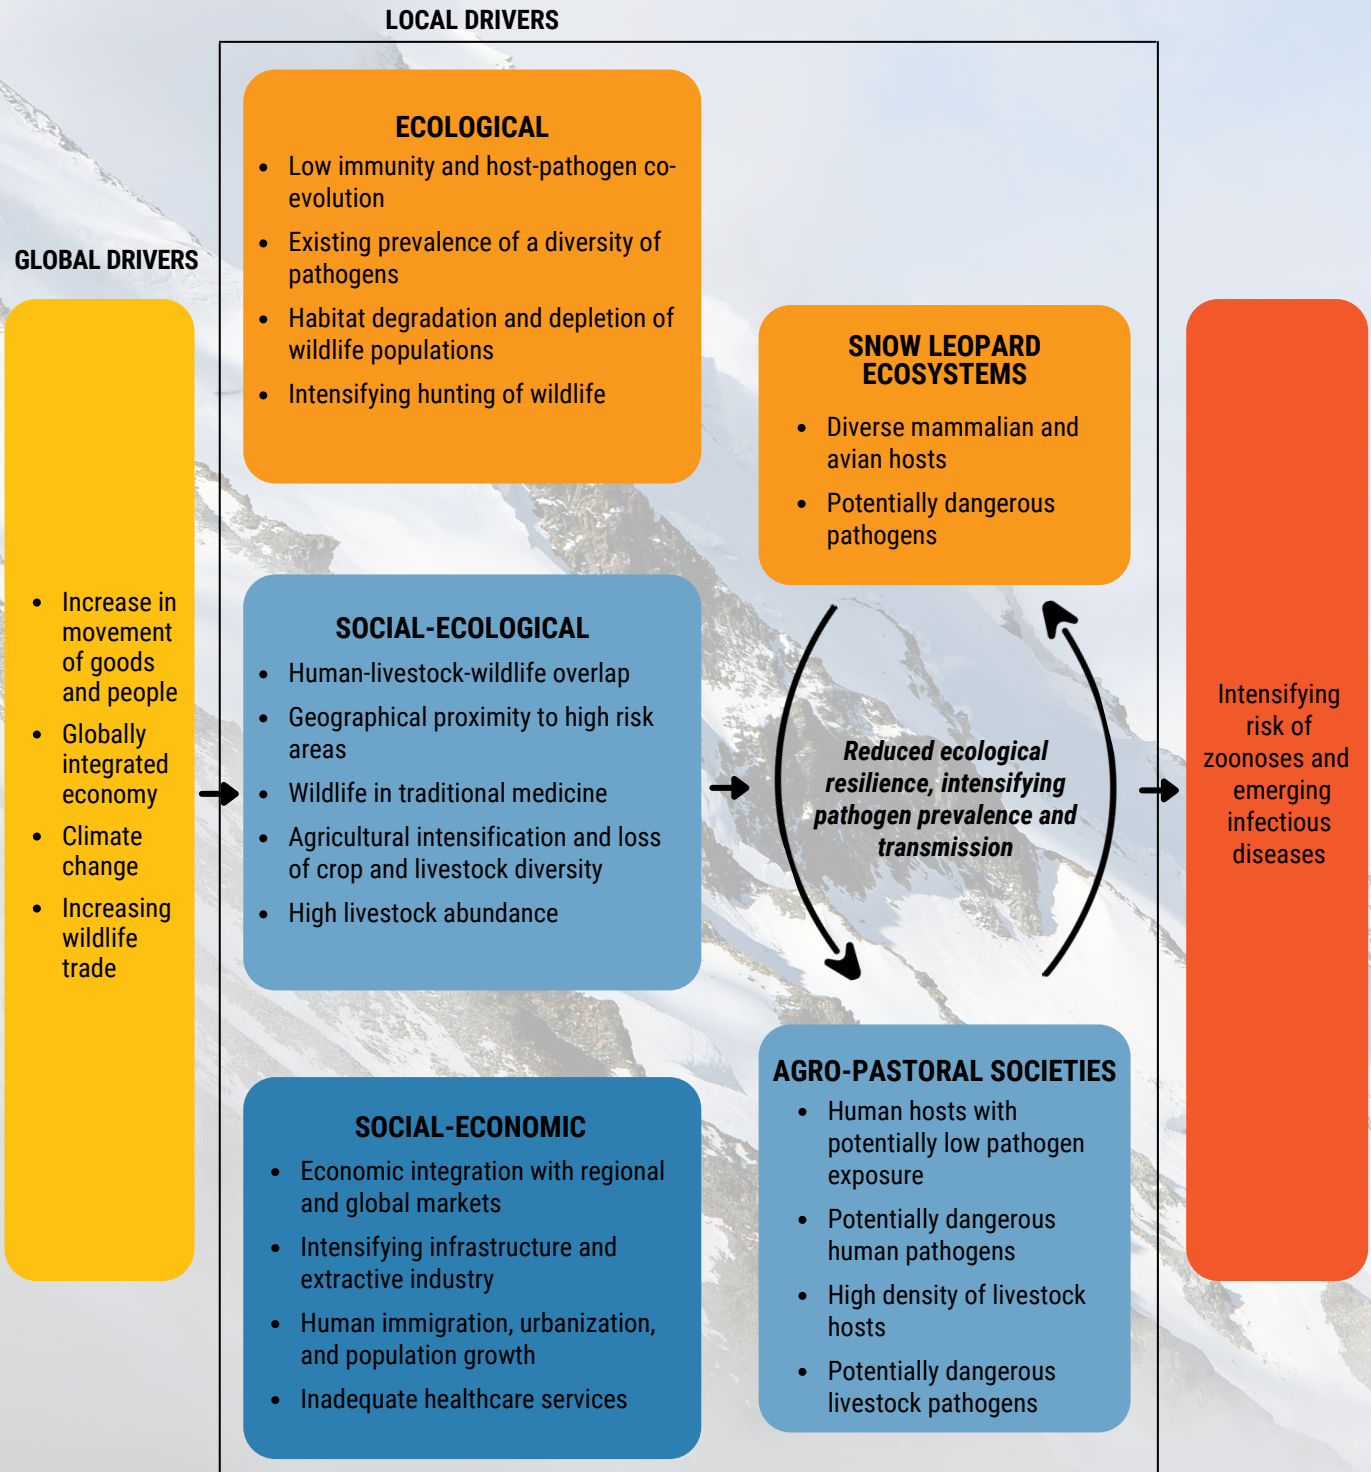 LOCAL DRIVERS
GLOBAL DRIVERS
• Increase in
movement
of goods
and people
• Globally
integrated
economy
• Climate
change
• Increasing
wildlife
trade
ECOLOGICAL
• Low immunity and host-pathogen co-
evolution
• Existing prevalence of a diversity of
pathogens
• Habitat degradation and depletion of
wildlife populations
• Intensifying hunting of wildlife
SOCIAL-ECOLOGICAL
• Human-livestock-wildlife overlap
• Geographical proximity to high risk
areas
• Wildlife in traditional medicine
• Agricultural intensification and loss
of crop and livestock diversity
• High livestock abundance
SOCIAL-ECONOMIC
• Economic integration with regional
and global markets
• Intensifying infrastructure and
extractive industry
• Human immigration, urbanization,
and population growth
• Inadequate healthcare services
SNOW LEOPARD
ECOSYSTEMS
• Diverse mammalian and
avian hosts
• Potentially dangerous
pathogens
Reduced ecological
resilience, intensifying
pathogen prevalence and
transmission
AGRO-PASTORAL SOCIETIES
• Human hosts with
potentially low pathogen
exposure
• Potentially dangerous
human pathogens
• High density of livestock
hosts
• Potentially dangerous
livestock pathogens
Intensifying
risk of
zoonoses and
emerging
infectious
diseases